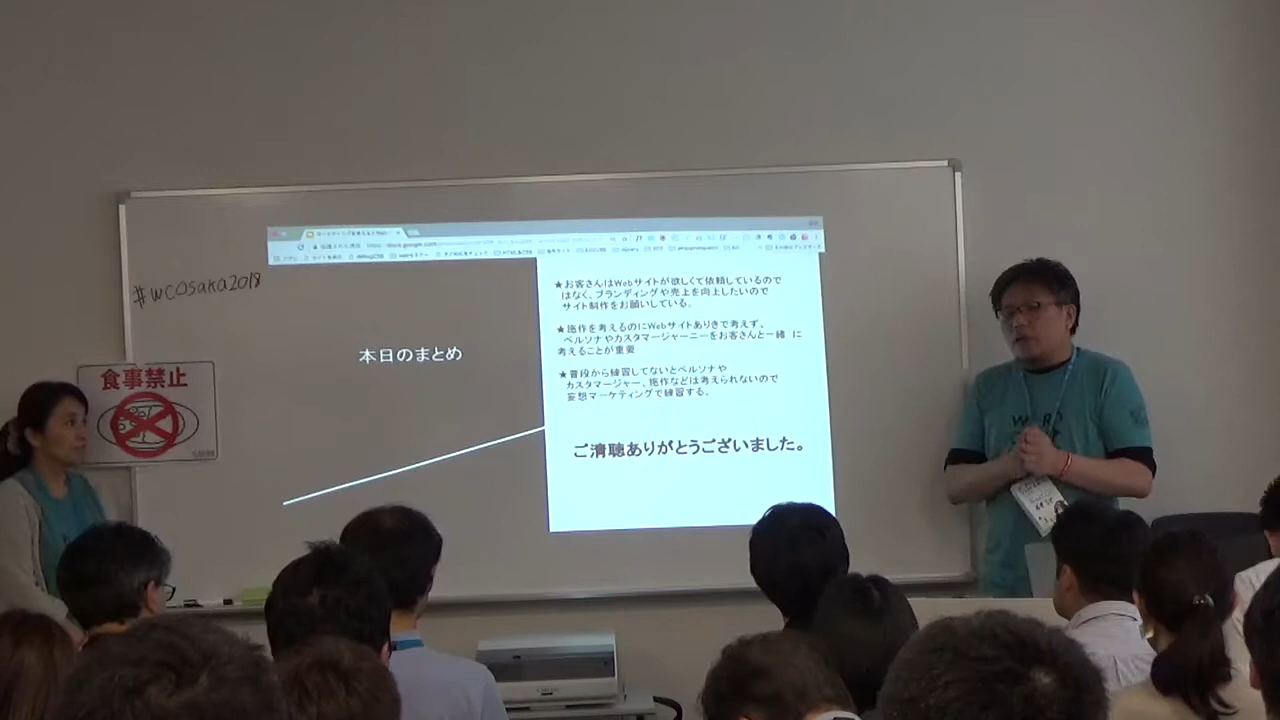 #wcosaka2018
食事禁止
本日のまとめ
★お客さんはWebサイトが欲しくて依頼しているので
はなく、ブランディングや売上を向上したいので
サイト制作をお願いしている。
★施作を考えるのにWebサイトありきで考えず、
ペルソナやカスタマージャーニーをお客さんと一緒 に
考えることが重要
★普段から練習してないとペルソナや
カスタマージャー、施作などは考えられないので
妄想マーケティングで練習する。
ご清聴ありがとうございました。